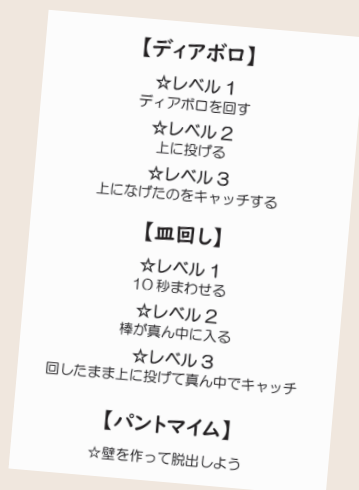 【ディアボロ】
☆レベル 1
ディアボロを回す
☆レベル 2
上に投げる
☆レベル 3
上になげたのをキャッチする
【皿回し】
☆レベル 1
10 秒まわせる
☆レベル 2
棒が真ん中に入る
☆レベル 3
回したまま上に投げて真ん中でキャッチ
【パントマイム】
☆壁を作って脱出しよう